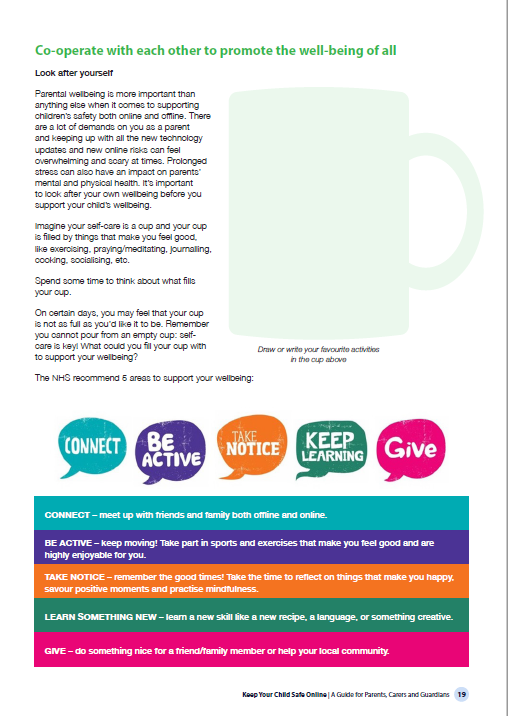 Co-operate with each other to promote the well-being of all
Look after yourself
Parental wellbeing is more important than
anything else when it comes to supporting
children's safety both online and offline. There
are a lot of demands on you as a parent
and keeping up with all the new technology
updates and new online risks can feel
overwhelming and scary at times. Prolonged
stress can also have an impact on parents'
mental and physical health. It's important
to look after your own wellbeing before you
support your child's wellbeing.
Imagine your self-care is a cup and your cup
is filled by things that make you feel good,
like exercising, praying/meditating, journalling,
cooking, socialising, etc.
Spend some time to think about what fills
your cup.
On certain days, you may feel that your cup
is not as full as you'd like it to be. Remember
you cannot pour from an empty cup: self-
care is key! What could you fill your cup with
to support your wellbeing?
Draw or write your favourite activities
in the cup above
The NHS recommend 5 areas to support your wellbeing:
CONNECT
BE
ACTIVE
TAKE
NOTICE
KEEP
LEARNING
Give
CONNECT – meet up with friends and family both offline and online.
BE ACTIVE – keep moving! Take part in sports and exercises that make you feel good and are
highly enjoyable for you.
TAKE NOTICE – remember the good times! Take the time to reflect on things that make you happy,
savour positive moments and practise mindfulness.
LEARN SOMETHING NEW – learn a new skill like a new recipe, a language, or something creative.
GIVE – do something nice for a friend/family member or help your local community.
Keep Your Child Safe Online | A Guide for Parents, Carers and Guardians 19